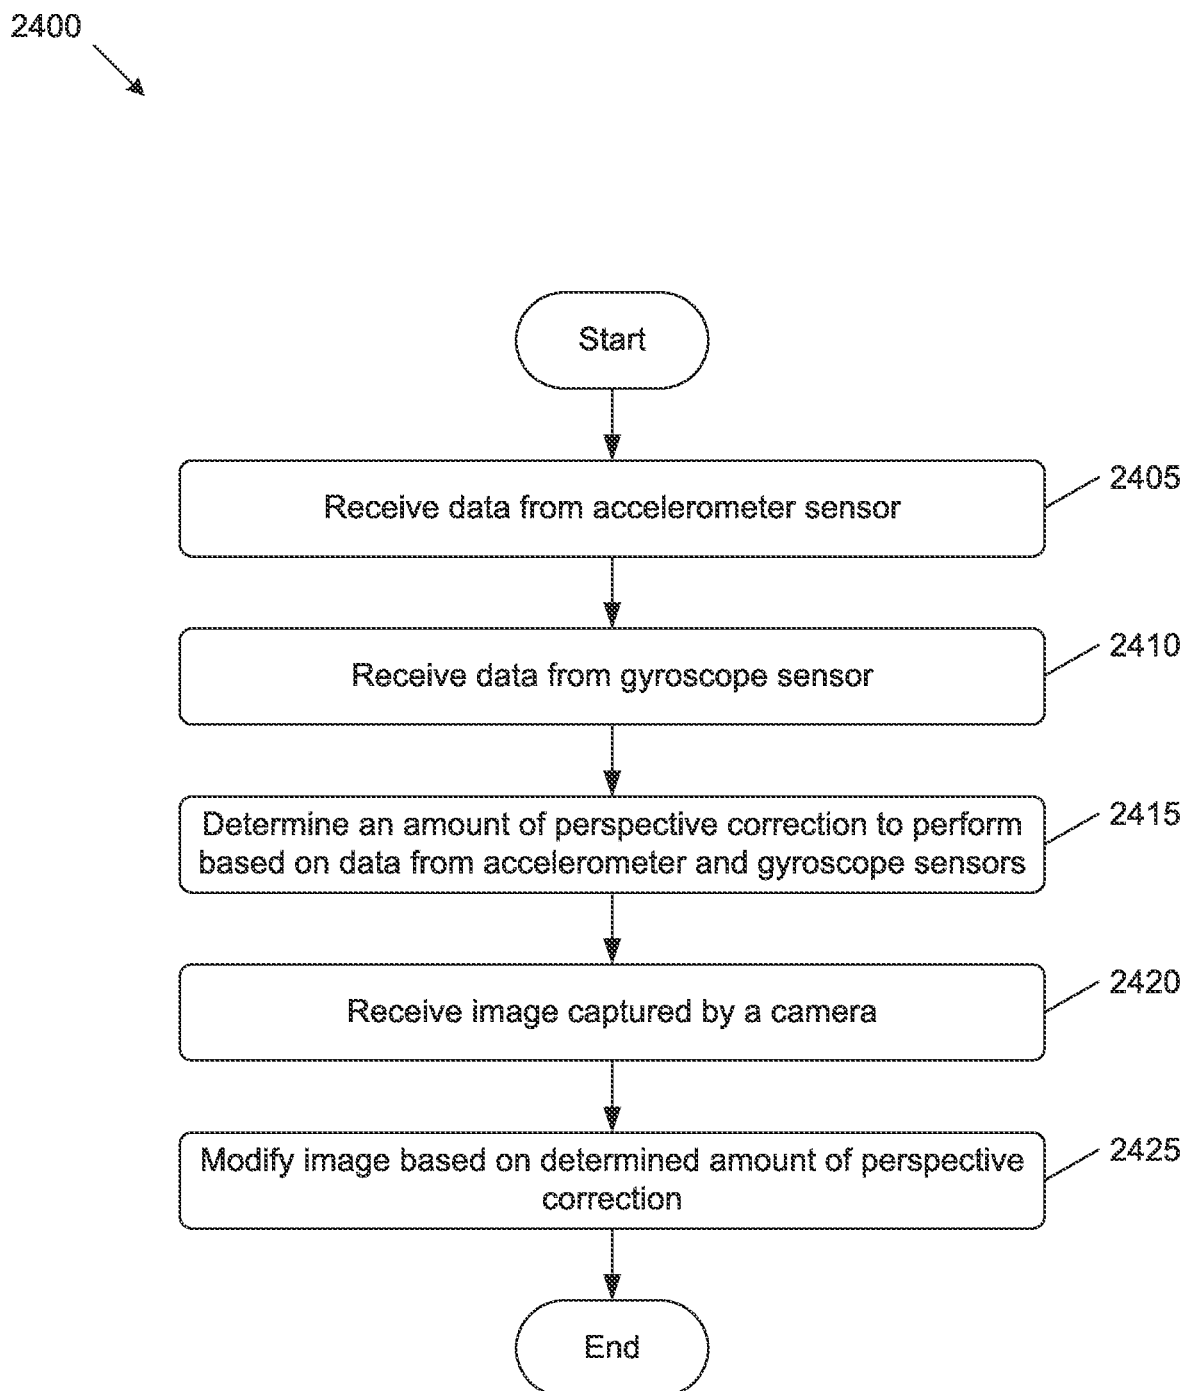 2400
Start
Receive data from accelerometer sensor
2405
Receive data from gyroscope sensor
2410
Determine an amount of perspective correction to perform
based on data from accelerometer and gyroscope sensors
2415
Receive image captured by a camera
2420
Modify image based on determined amount of perspective
correction
2425
End